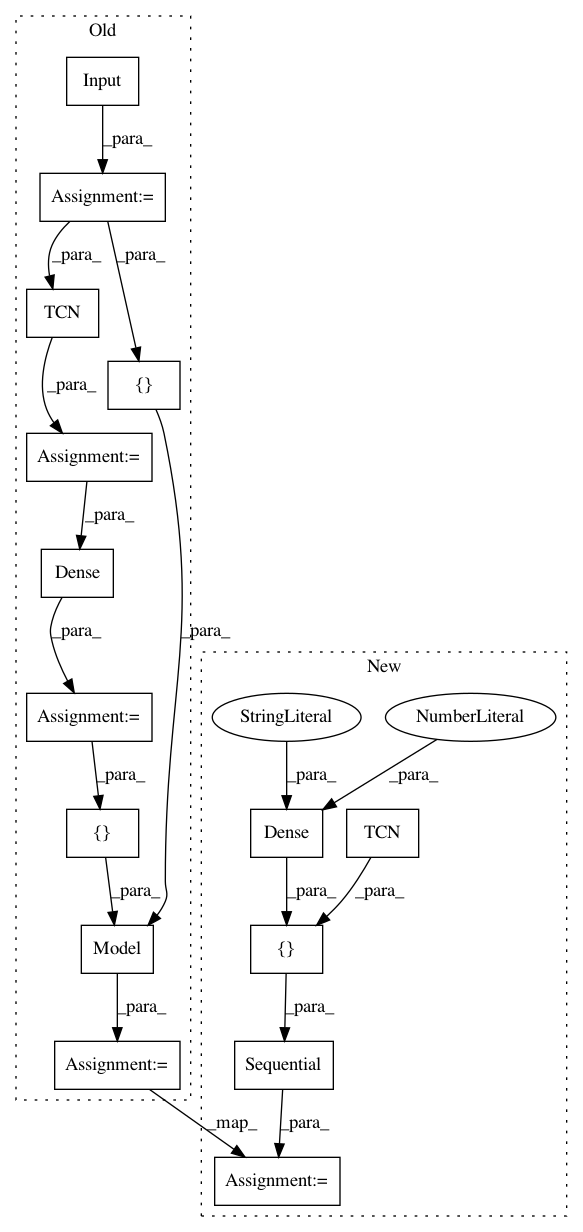 Old
Input
_para_
Assignment:=
_para_
_para_
TCN
{}
_para_
Assignment:=
_para_
Dense
_para_
_para_
New
Assignment:=
StringLiteral
NumberLiteral
_para_
_para_
_para_
{}
Dense
TCN
_para_
_para_
_para_
Model
{}
_para_
_para_
Assignment:=
Sequential
_map_
_para_
Assignment:=